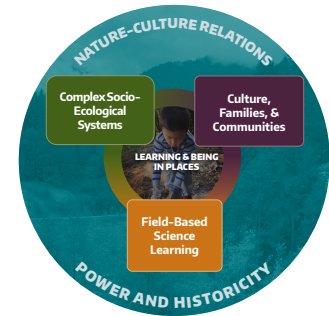 NATURE-CULTURE RELATIONS
Complex Socio-
Ecological
Systems
Culture,
Families, &
Communities
LEARNING & BEING
IN PLACES
Field-Based
Science
Learning
POWER AND HISTORICITY